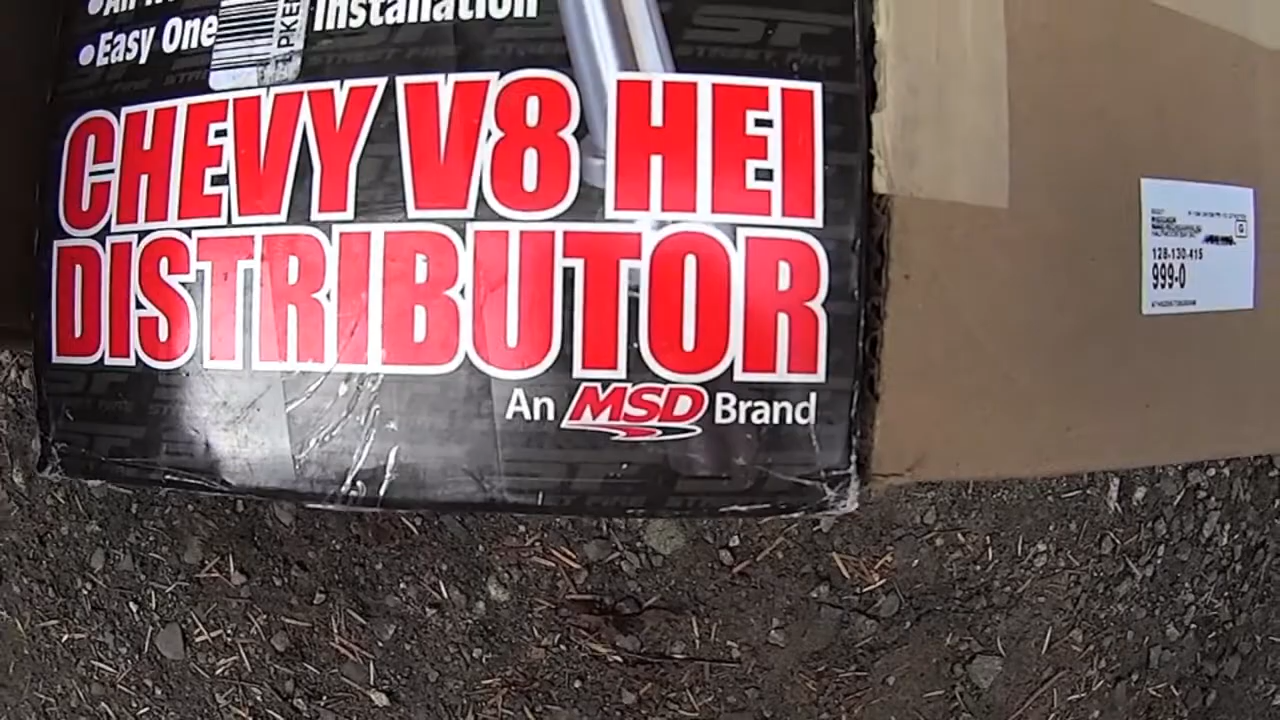 Easy One Installation
CHEVY V8 HEI
DISTRIBUTOR
An MSD Brand
G
128-130-415
999-0